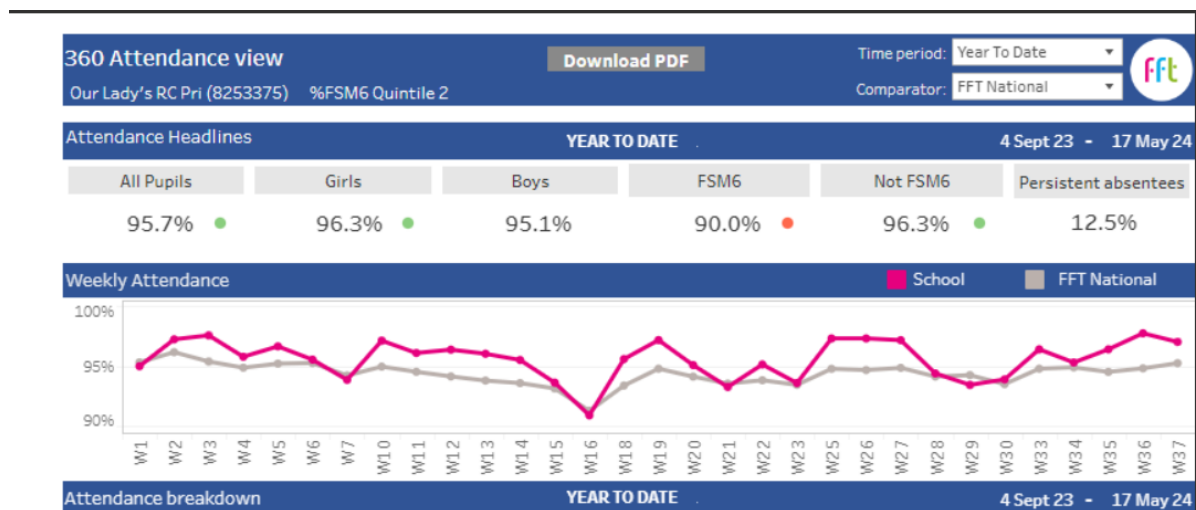 360 Attendance view
Download PDF
Time period: Year To Date
Our Lady's RC Pri (8253375) %FSM6 Quintile 2
Comparator: FFT National
fft
Attendance Headlines YEAR TO DATE 4 Sept 23 - 17 May 24
All Pupils Girls Boys FSM6 Not FSM6 Persistent absentees
95.7% 96.3% 95.1% 90.0% 96.3% 12.5%
Weekly Attendance School FFT National
100%
95%
90%
W1 W2 W3 W4 W5 W6 W7 W10 W11 W12 W13 W14 W15 W16 W18 W19 W20 W21 W22 W23 W25 W26 W27 W28 W29 W30 W33 W34 W35 W36 W37
Attendance breakdown YEAR TO DATE 4 Sept 23 - 17 May 24